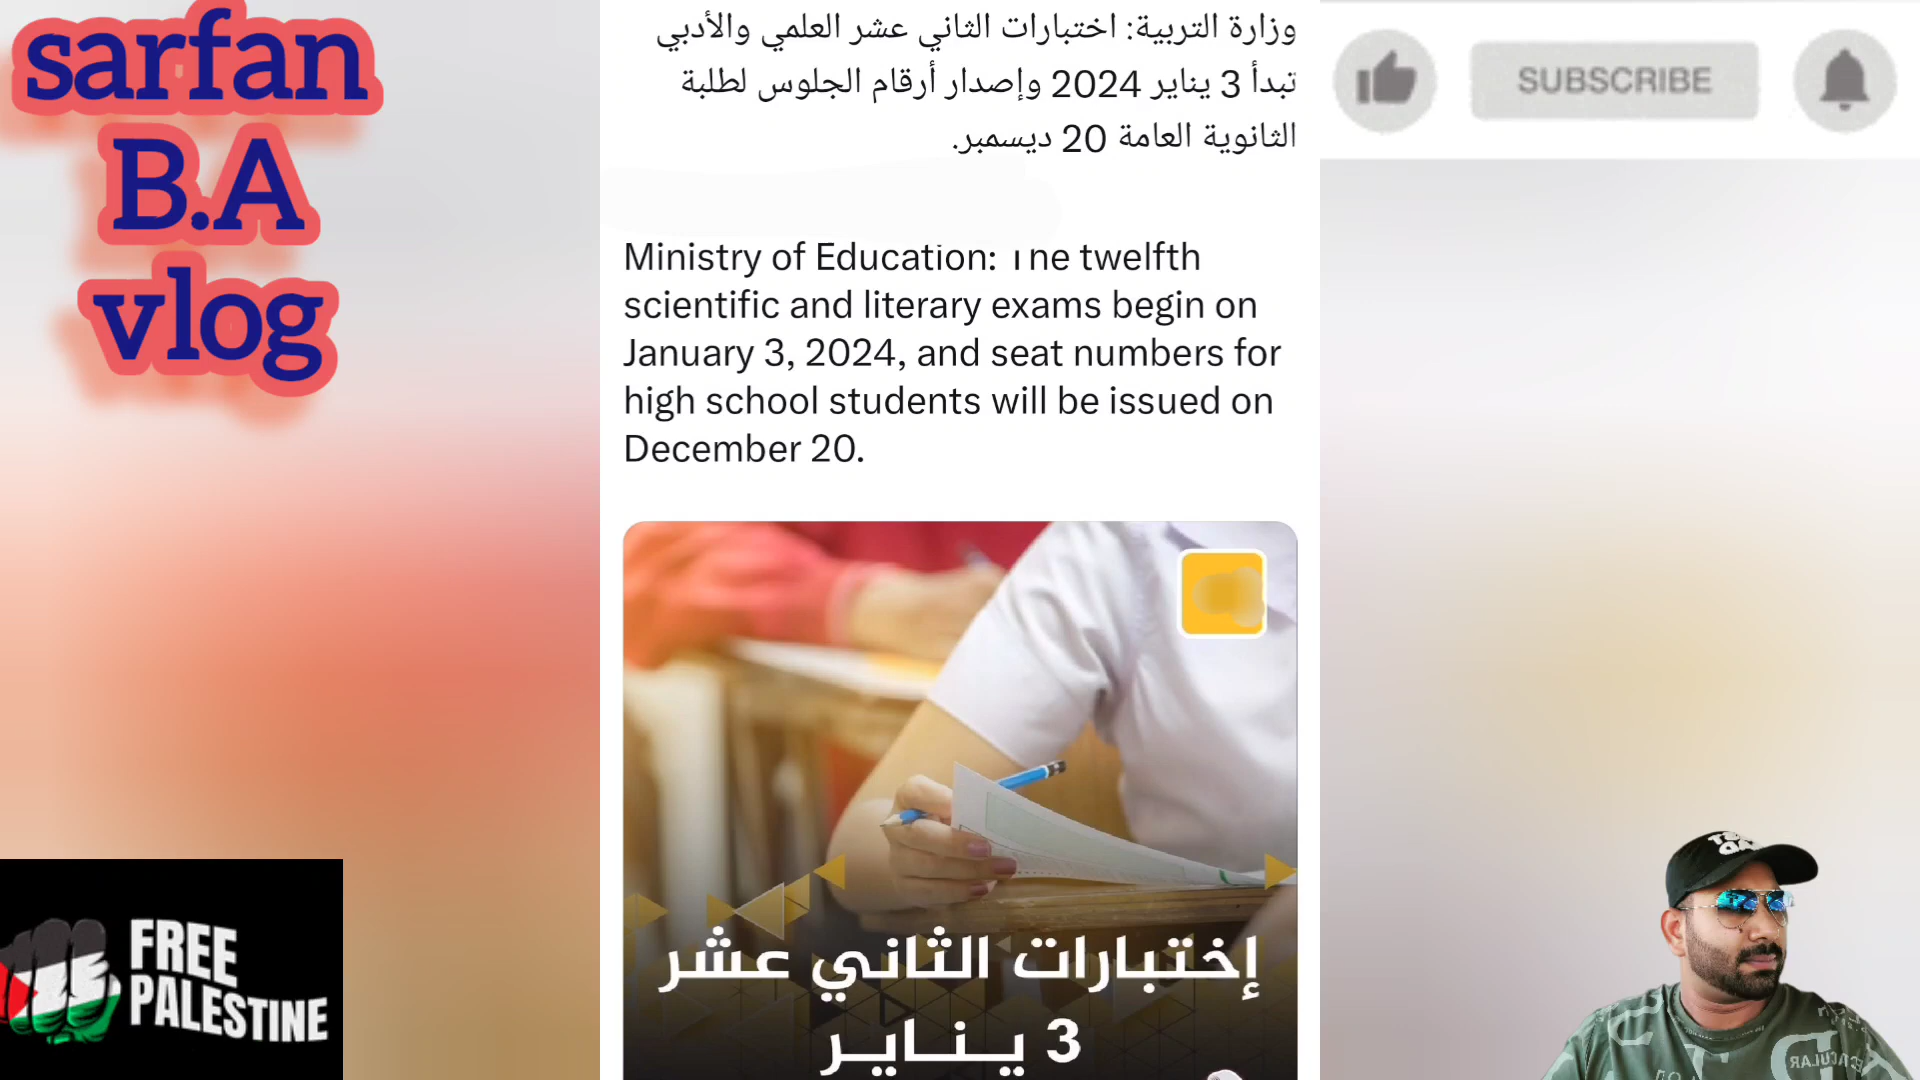 sarfan
B.A
vlog
وزارة التربية: اختبارات الثاني عشر العلمي والأدبي
تبدأ 3 يناير 2024 وإصدار أرقام الجلوس لطلبة
الثانوية العامة 20 ديسمبر.
SUBSCRIBE
Ministry of Education: The twelfth
scientific and literary exams begin on
January 3, 2024, and seat numbers for
high school students will be issued on
December 20.
إختبارات الثاني عشر
3 يـنـايـر
FREE
PALESTINE